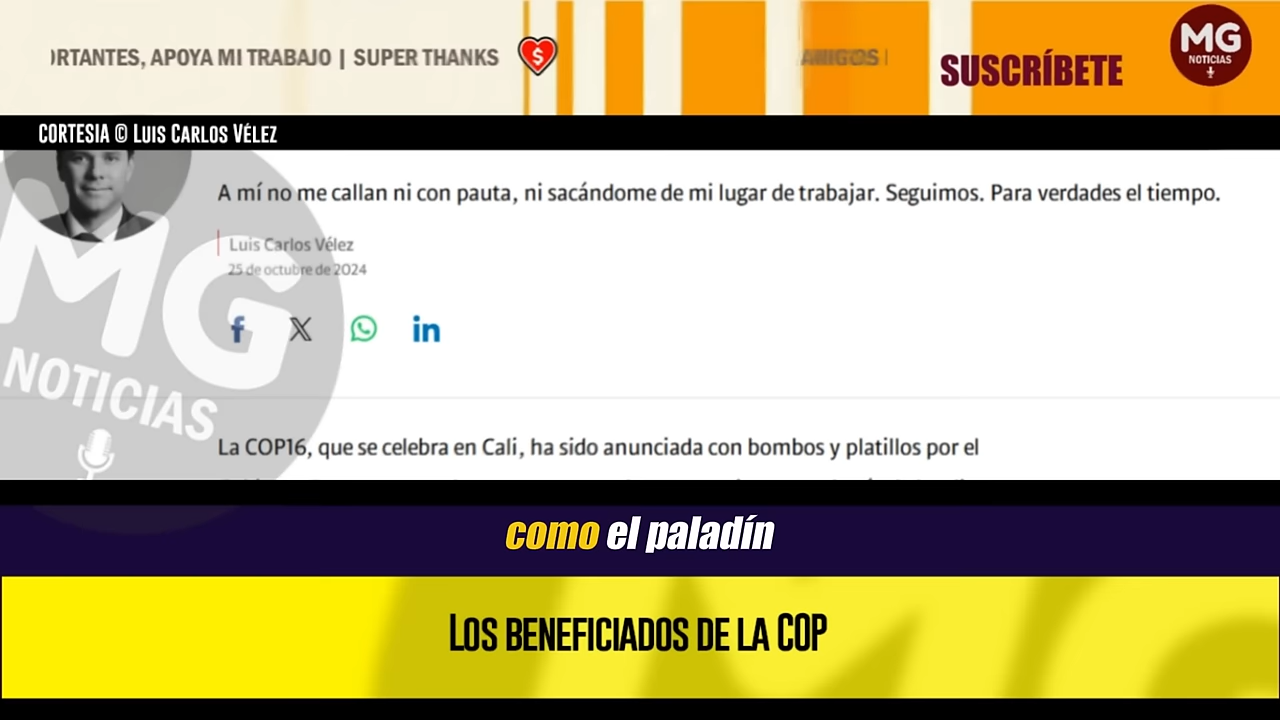 ORTANTES, APOYA MI TRABAJO | SUPER THANKS
AMIGOS |
SUSCRÍBETE
MG
NOTICIAS
CORTESIA © LUIS CARLOS VÉLEZ
A mí no me callan ni con pauta, ni sacándome de mi lugar de trabajar. Seguimos. Para verdades el tiempo.
Luis Carlos Vélez
25 de octubre de 2024
MG
NOTICIAS
La COP16, que se celebra en Cali, ha sido anunciada con bombos y platillos por el
como el paladín
LOS BENEFICIADOS DE LA COP